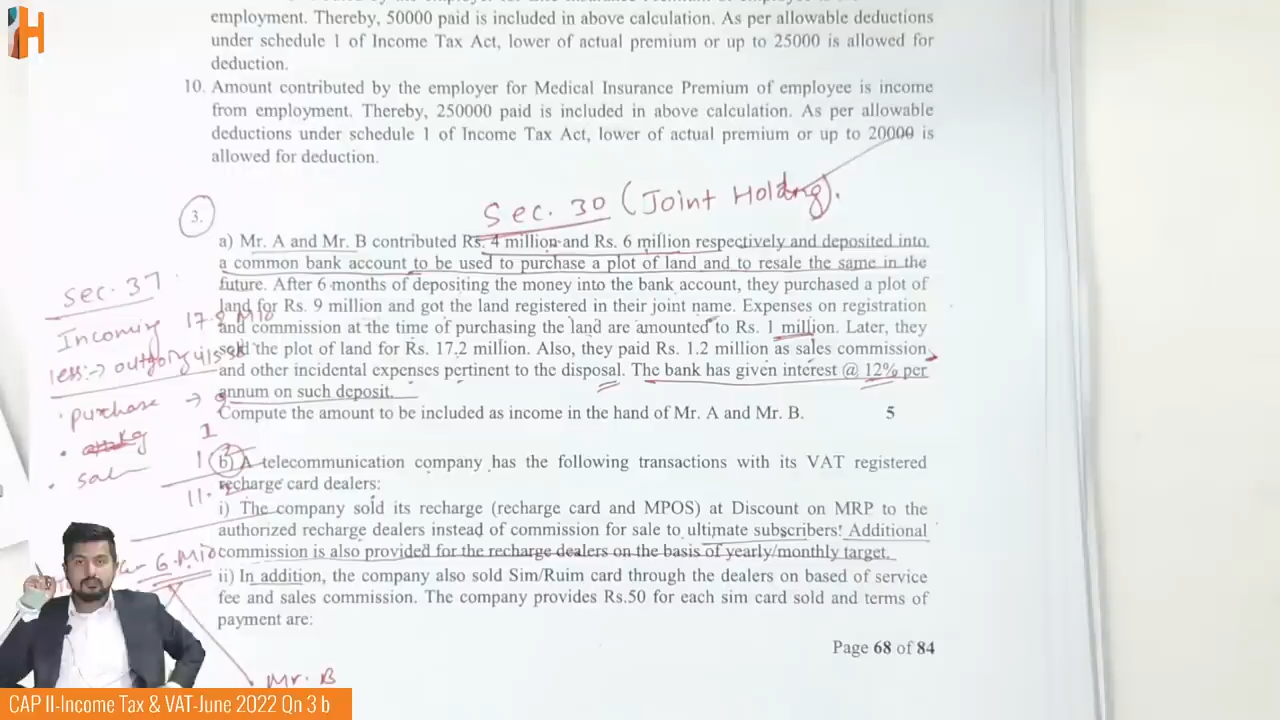 employment. Thereby, 50000 paid is included in above calculation. As per allowable deductions
under schedule 1 of Income Tax Act, lower of actual premium or up to 25000 is allowed for
deduction.
10. Amount contributed by the employer for Medical Insurance Premium of employee is income
from employment. Thereby, 250000 paid is included in above calculation. As per allowable
deductions under schedule 1 of Income Tax Act, lower of actual premium or up to 20000 is
allowed for deduction.
Sec. 30 (Joint Holdng).
3.
a) Mr. A and Mr. B contributed Rs. 4 million and Rs. 6 million respectively and deposited into
a common bank account to be used to purchase a plot of land and to resale the same in the
future. After 6 months of depositing the money into the bank account, they purchased a plot of
land for Rs. 9 million and got the land registered in their joint name. Expenses on registration
and commission at the time of purchasing the land are amounted to Rs. 1 million. Later, they
sold the plot of land for Rs. 17.2 million. Also, they paid Rs. 1.2 million as sales commission
and other incidental expenses pertinent to the disposal. The bank has given interest @ 12% per
annum on such deposit.
Compute the amount to be included as income in the hand of Mr. A and Mr. B. 5
Sec. 37
Incoming
less:-> outgoing
purchase -> 9
1
sal
11.
b) A telecommunication company has the following transactions with its VAT registered
recharge card dealers:
i) The company sold its recharge (recharge card and MPOS) at Discount on MRP to the
authorized recharge dealers instead of commission for sale to ultimate subscribers! Additional
commission is also provided for the recharge dealers on the basis of yearly/monthly target.
ii) In addition, the company also sold Sim/Ruim card through the dealers on based of service
fee and sales commission. The company provides Rs.50 for each sim card sold and terms of
payment are:
Page 68 of 84
Mr. B
CAP II-Income Tax & VAT-June 2022 Qn 3 b